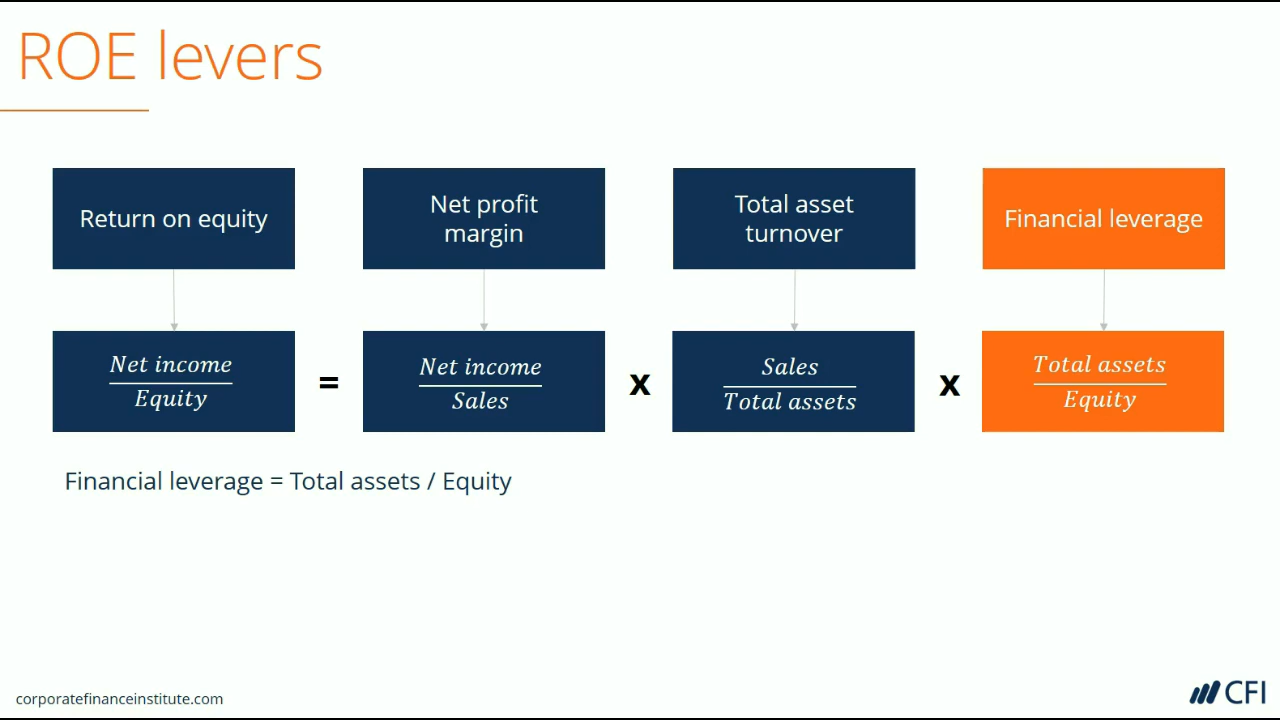 ROE levers
Return on equity
Net profit
margin
Total asset
turnover
Financial leverage
Net income
Equity
=
Net income
Sales
x
Sales
Total assets
x
Total assets
Equity
Financial leverage = Total assets / Equity
corporatefinanceinstitute.com
CFI